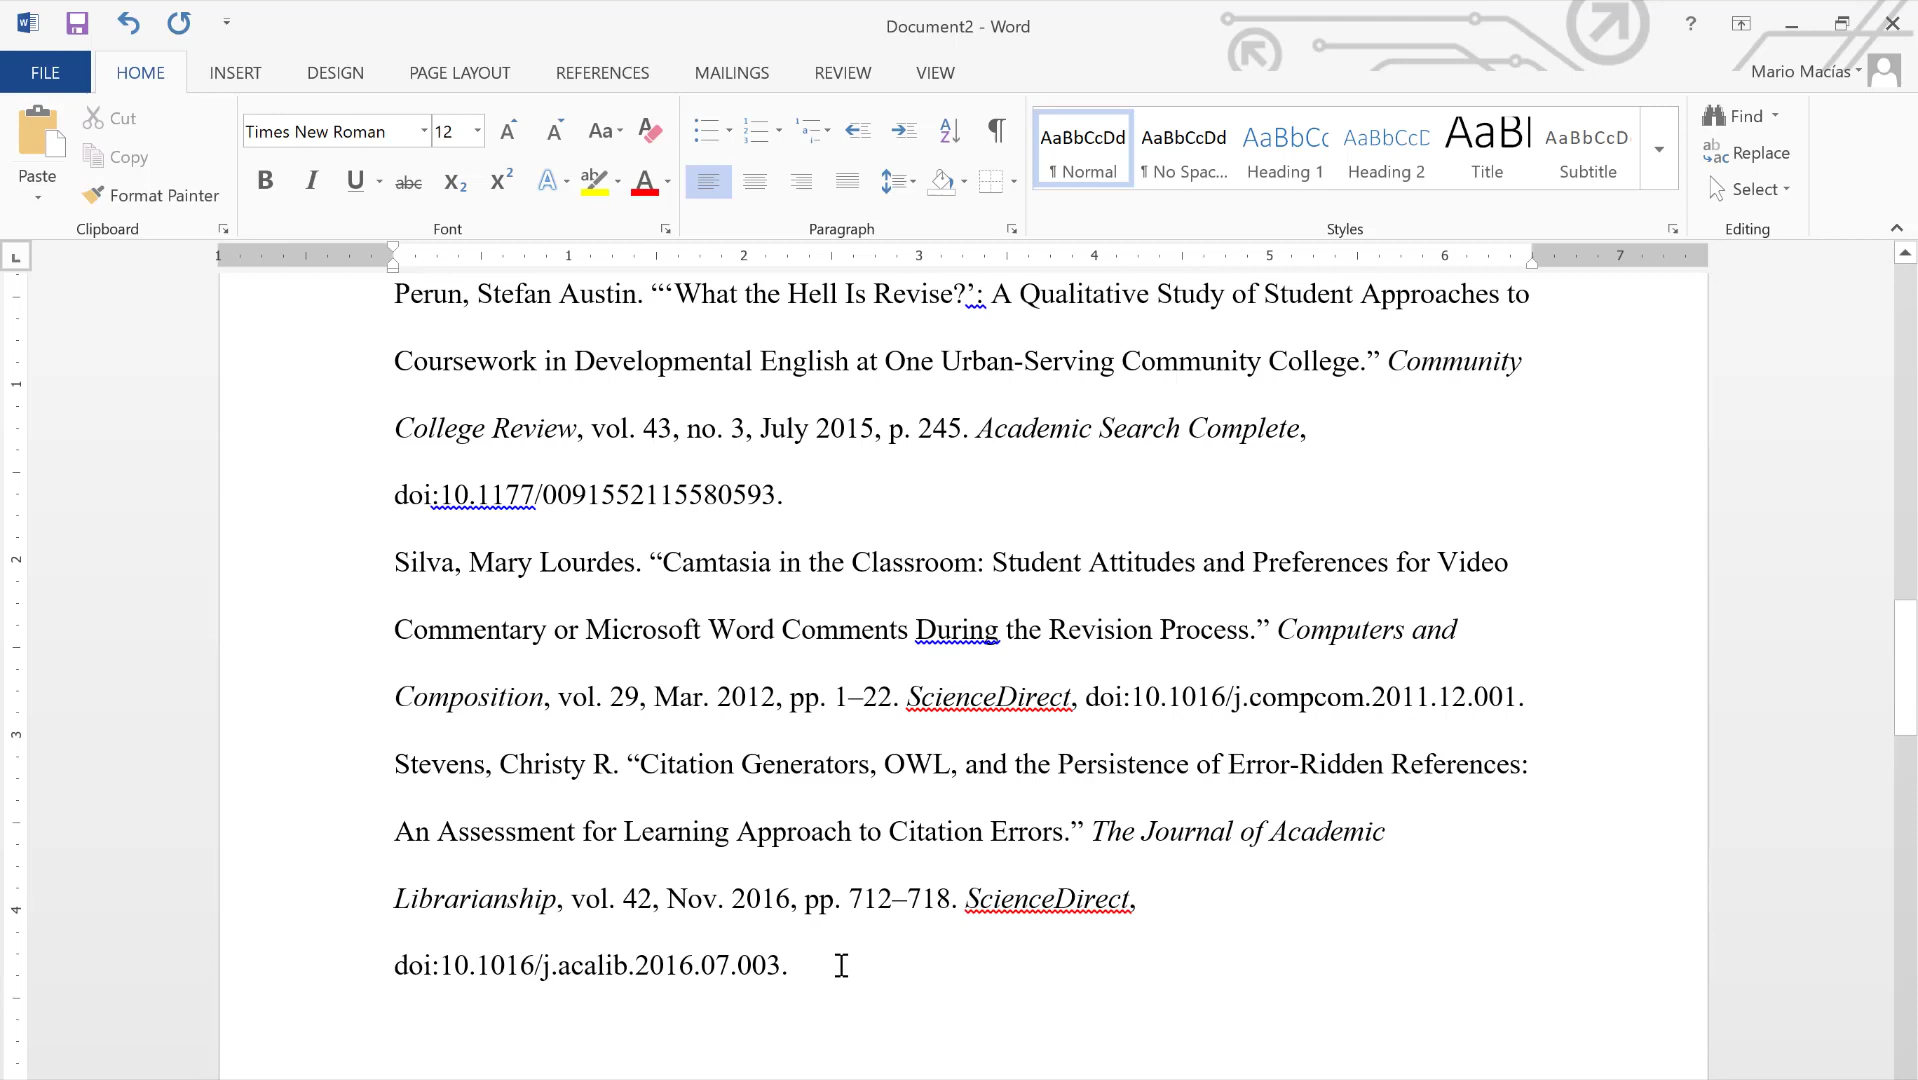 Document2 - Word
?
FILE HOME INSERT DESIGN PAGE LAYOUT REFERENCES MAILINGS REVIEW VIEW Mario Macías
Cut
Copy
Format Painter
Paste
Clipboard
Times New Roman 12
Font
Paragraph
AaBbCcDd AaBbCcDd AaBbCc AaBbCcD AaBl AaBbCcD
¶ Normal ¶ No Spac... Heading 1 Heading 2 Title Subtitle
Styles
Find
Replace
Select
Editing
1 1 2 3 4 5 6 7
Perun, Stefan Austin. “‘What the Hell Is Revise?’: A Qualitative Study of Student Approaches to
Coursework in Developmental English at One Urban-Serving Community College.” Community
College Review, vol. 43, no. 3, July 2015, p. 245. Academic Search Complete,
doi:10.1177/0091552115580593.
Silva, Mary Lourdes. “Camtasia in the Classroom: Student Attitudes and Preferences for Video
Commentary or Microsoft Word Comments During the Revision Process.” Computers and
Composition, vol. 29, Mar. 2012, pp. 1–22. ScienceDirect, doi:10.1016/j.compcom.2011.12.001.
Stevens, Christy R. “Citation Generators, OWL, and the Persistence of Error-Ridden References:
An Assessment for Learning Approach to Citation Errors.” The Journal of Academic
Librarianship, vol. 42, Nov. 2016, pp. 712–718. ScienceDirect,
doi:10.1016/j.acalib.2016.07.003.